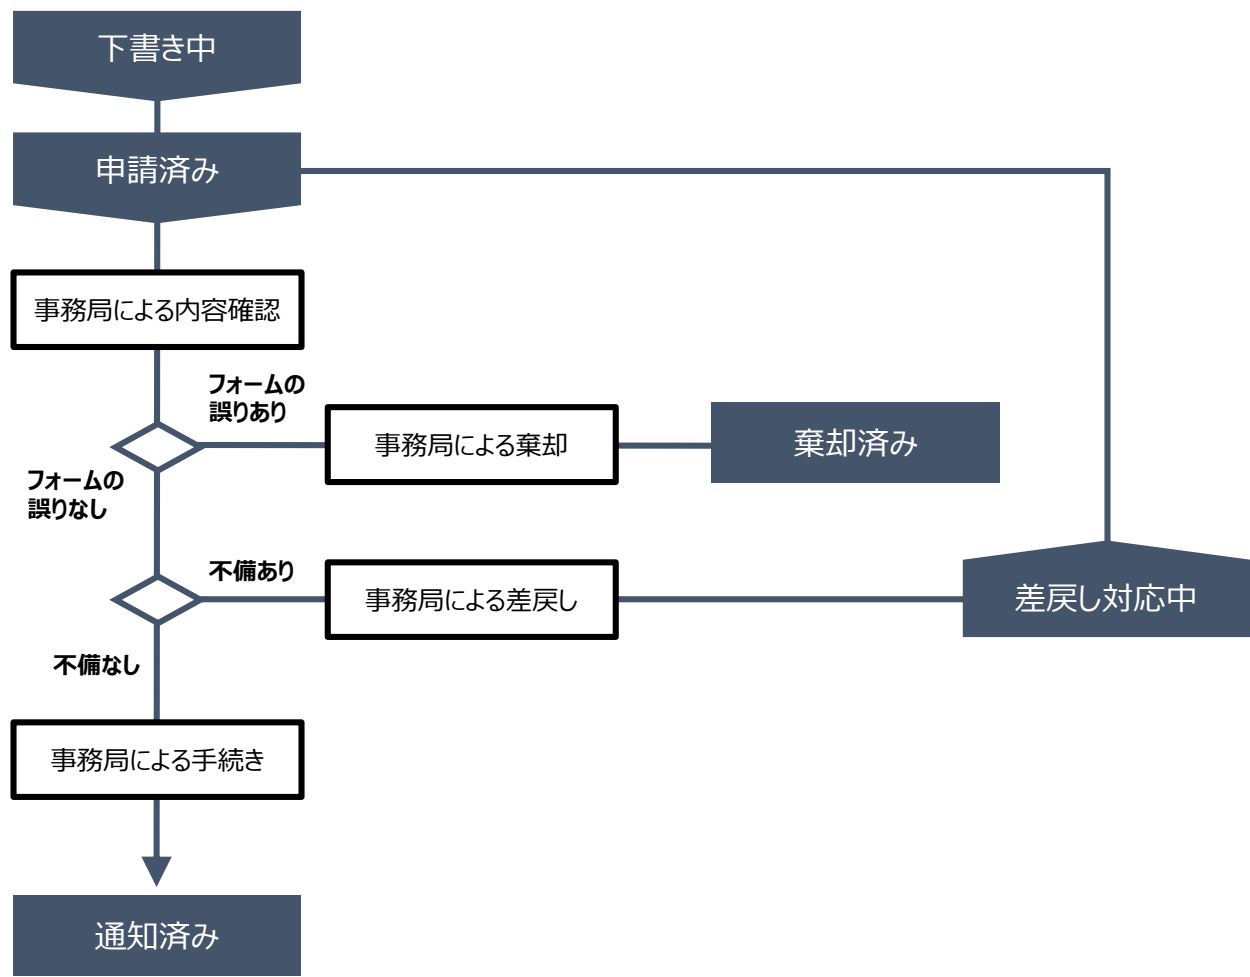 下書き中
申請済み
事務局による内容確認
フォームの
誤りあり
事務局による棄却
棄却済み
フォームの
誤りなし
不備あり
事務局による差戻し
差戻し対応中
不備なし
事務局による手続き
通知済み